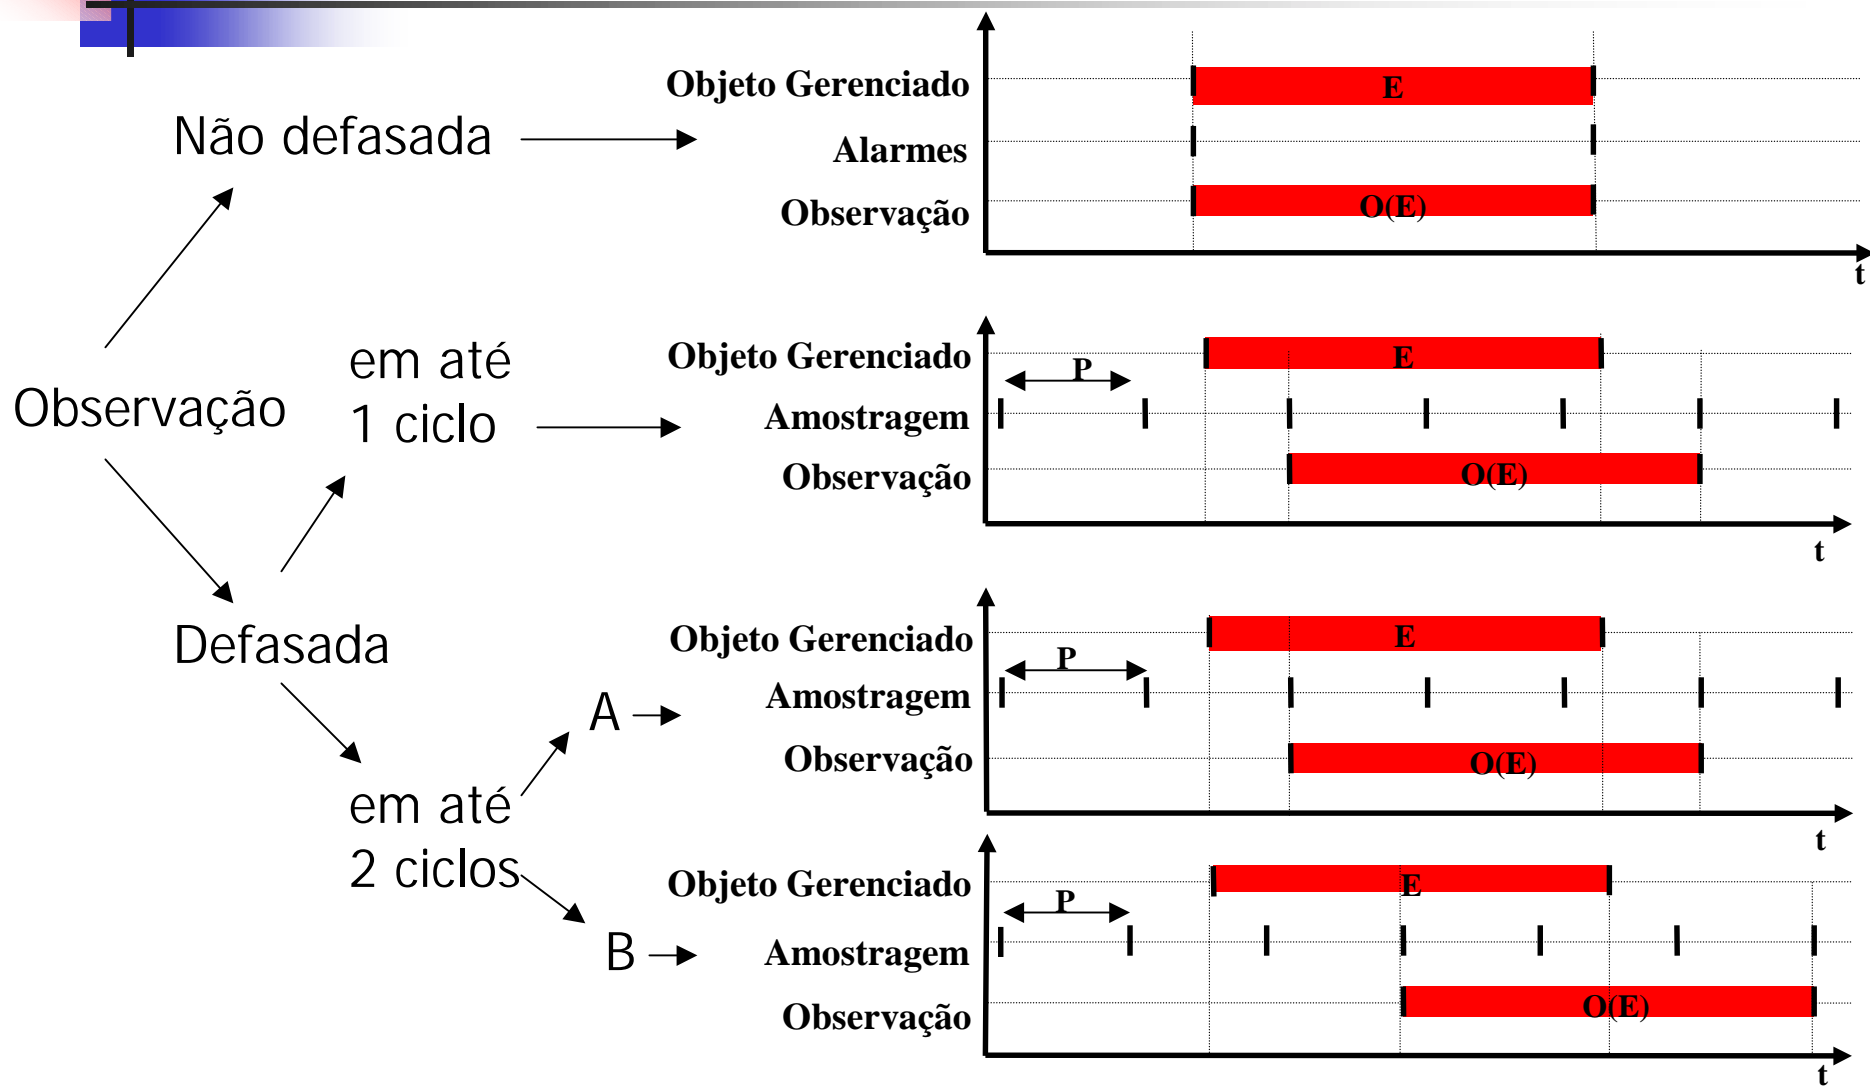 Objeto Gerenciado
E
Não defasada
Alarmes
Observação
O(E)
t
em até
1 ciclo
Objeto Gerenciado
E
P
Observação
Amostragem
Observação
O(E)
t
Defasada
Objeto Gerenciado
E
P
A
Amostragem
Observação
O(E)
t
em até
2 ciclos
Objeto Gerenciado
E
P
B
Amostragem
Observação
O(E)
t